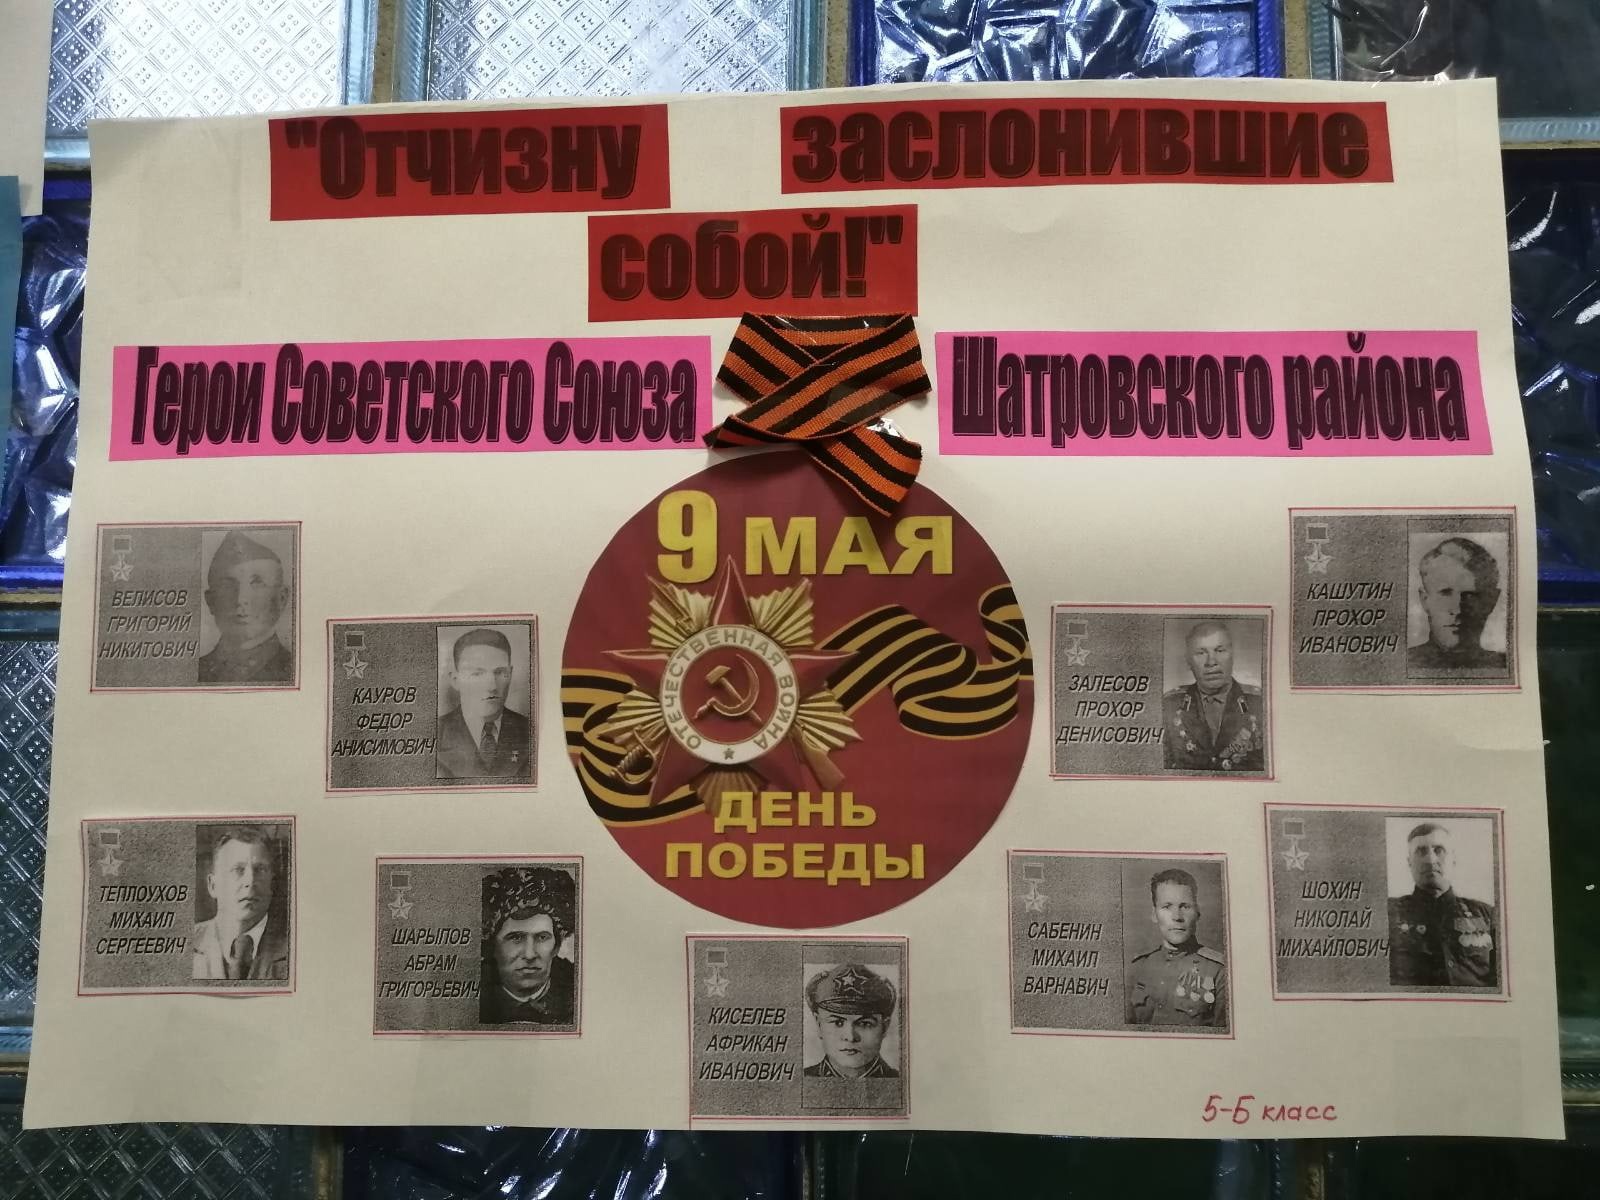 "Отчизну заслонившие
собой!"
Герои Советского Союза Шатровского района
9 МАЯ
ОТЕЧЕСТВЕННАЯ ВОЙНА
ДЕНЬ
ПОБЕДЫ
ВЕЛИСОВ
ГРИГОРИЙ
НИКИТОВИЧ
КАУРОВ
ФЕДОР
АНИСИМОВИЧ
ЗАЛЕСОВ
ПРОХОР
ДЕНИСОВИЧ
КАШУТИН
ПРОХОР
ИВАНОВИЧ
ТЕПЛОУХОВ
МИХАИЛ
СЕРГЕЕВИЧ
ШАРЫПОВ
АБРАМ
ГРИГОРЬЕВИЧ
КИСЕЛЕВ
АФРИКАН
ИВАНОВИЧ
САБЕНИН
МИХАИЛ
ВАРНАВИЧ
ШОХИН
НИКОЛАЙ
МИХАЙЛОВИЧ
5-Б класс